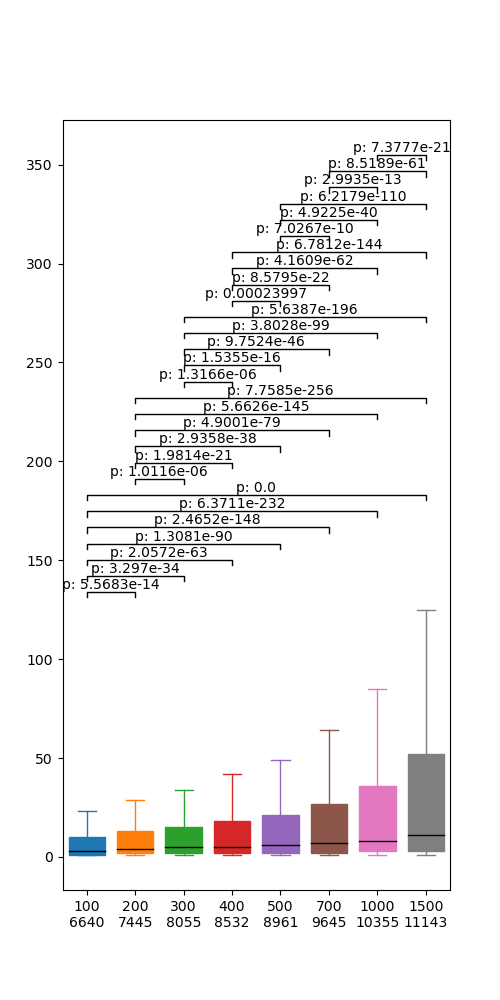 p: 7.3777e-21
350
p: 8.5189e-61
p: 2.9935e-13
p: 6.2179e-110
p: 4.9225e-40
p: 7.0267e-10
p: 6.7812e-144
300
p: 4.1609e-62
p: 8.5795e-22
p: 0.00023997
p: 5.6387e-196
p: 3.8028e-99
p: 9.7524e-46
250
p: 1.5355e-16
p: 1.3166e-06
p: 7.7585e-256
p: 5.6626e-145
p: 4.9001e-79
p: 2.9358e-38
200
p: 1.9814e-21
p: 1.0116e-06
p: 0.0
p: 6.3711e-232
p: 2.4652e-148
p: 1.3081e-90
150
p: 2.0572e-63
p: 3.297e-34
p: 5.5683e-14
100
50
0
100 200 300 400 500 700 1000 1500
6640 7445 8055 8532 8961 9645 10355 11143